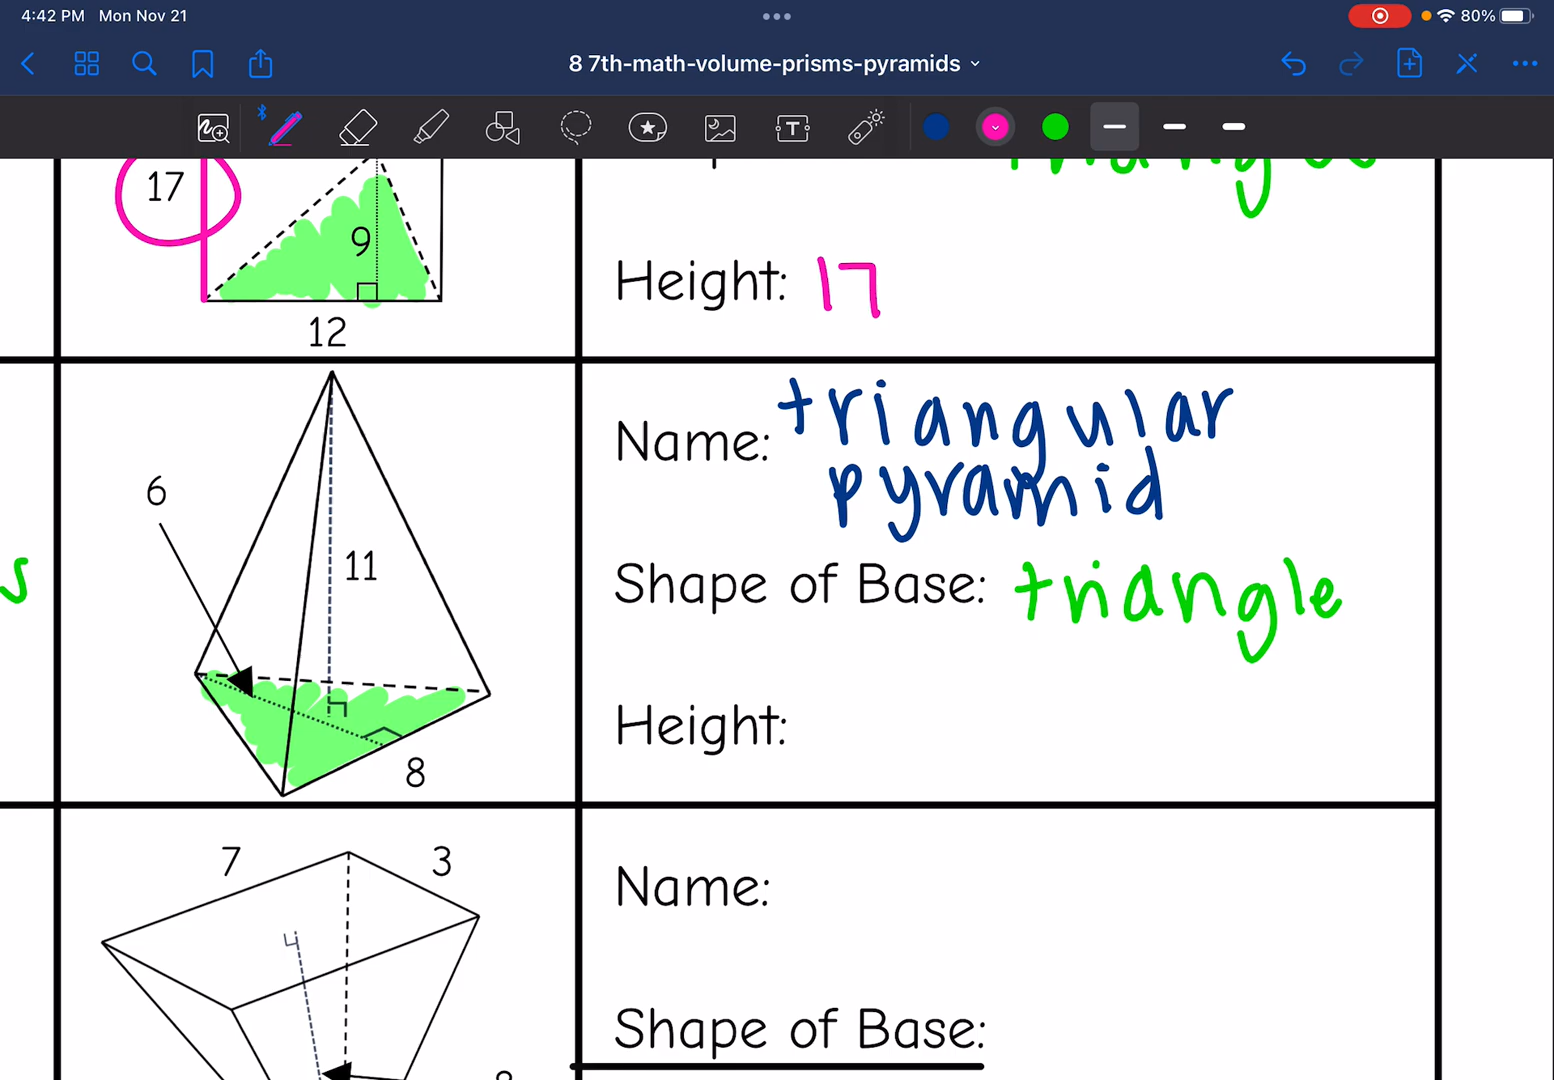 4:42 PM Mon Nov 21
80%
8 7th-math-volume-prisms-pyramids
T
17
9
12
Height: 17
6
11
8
Name: triangular
pyramid
Shape of Base: triangle
Height:
s
7
3
Name:
Shape of Base: